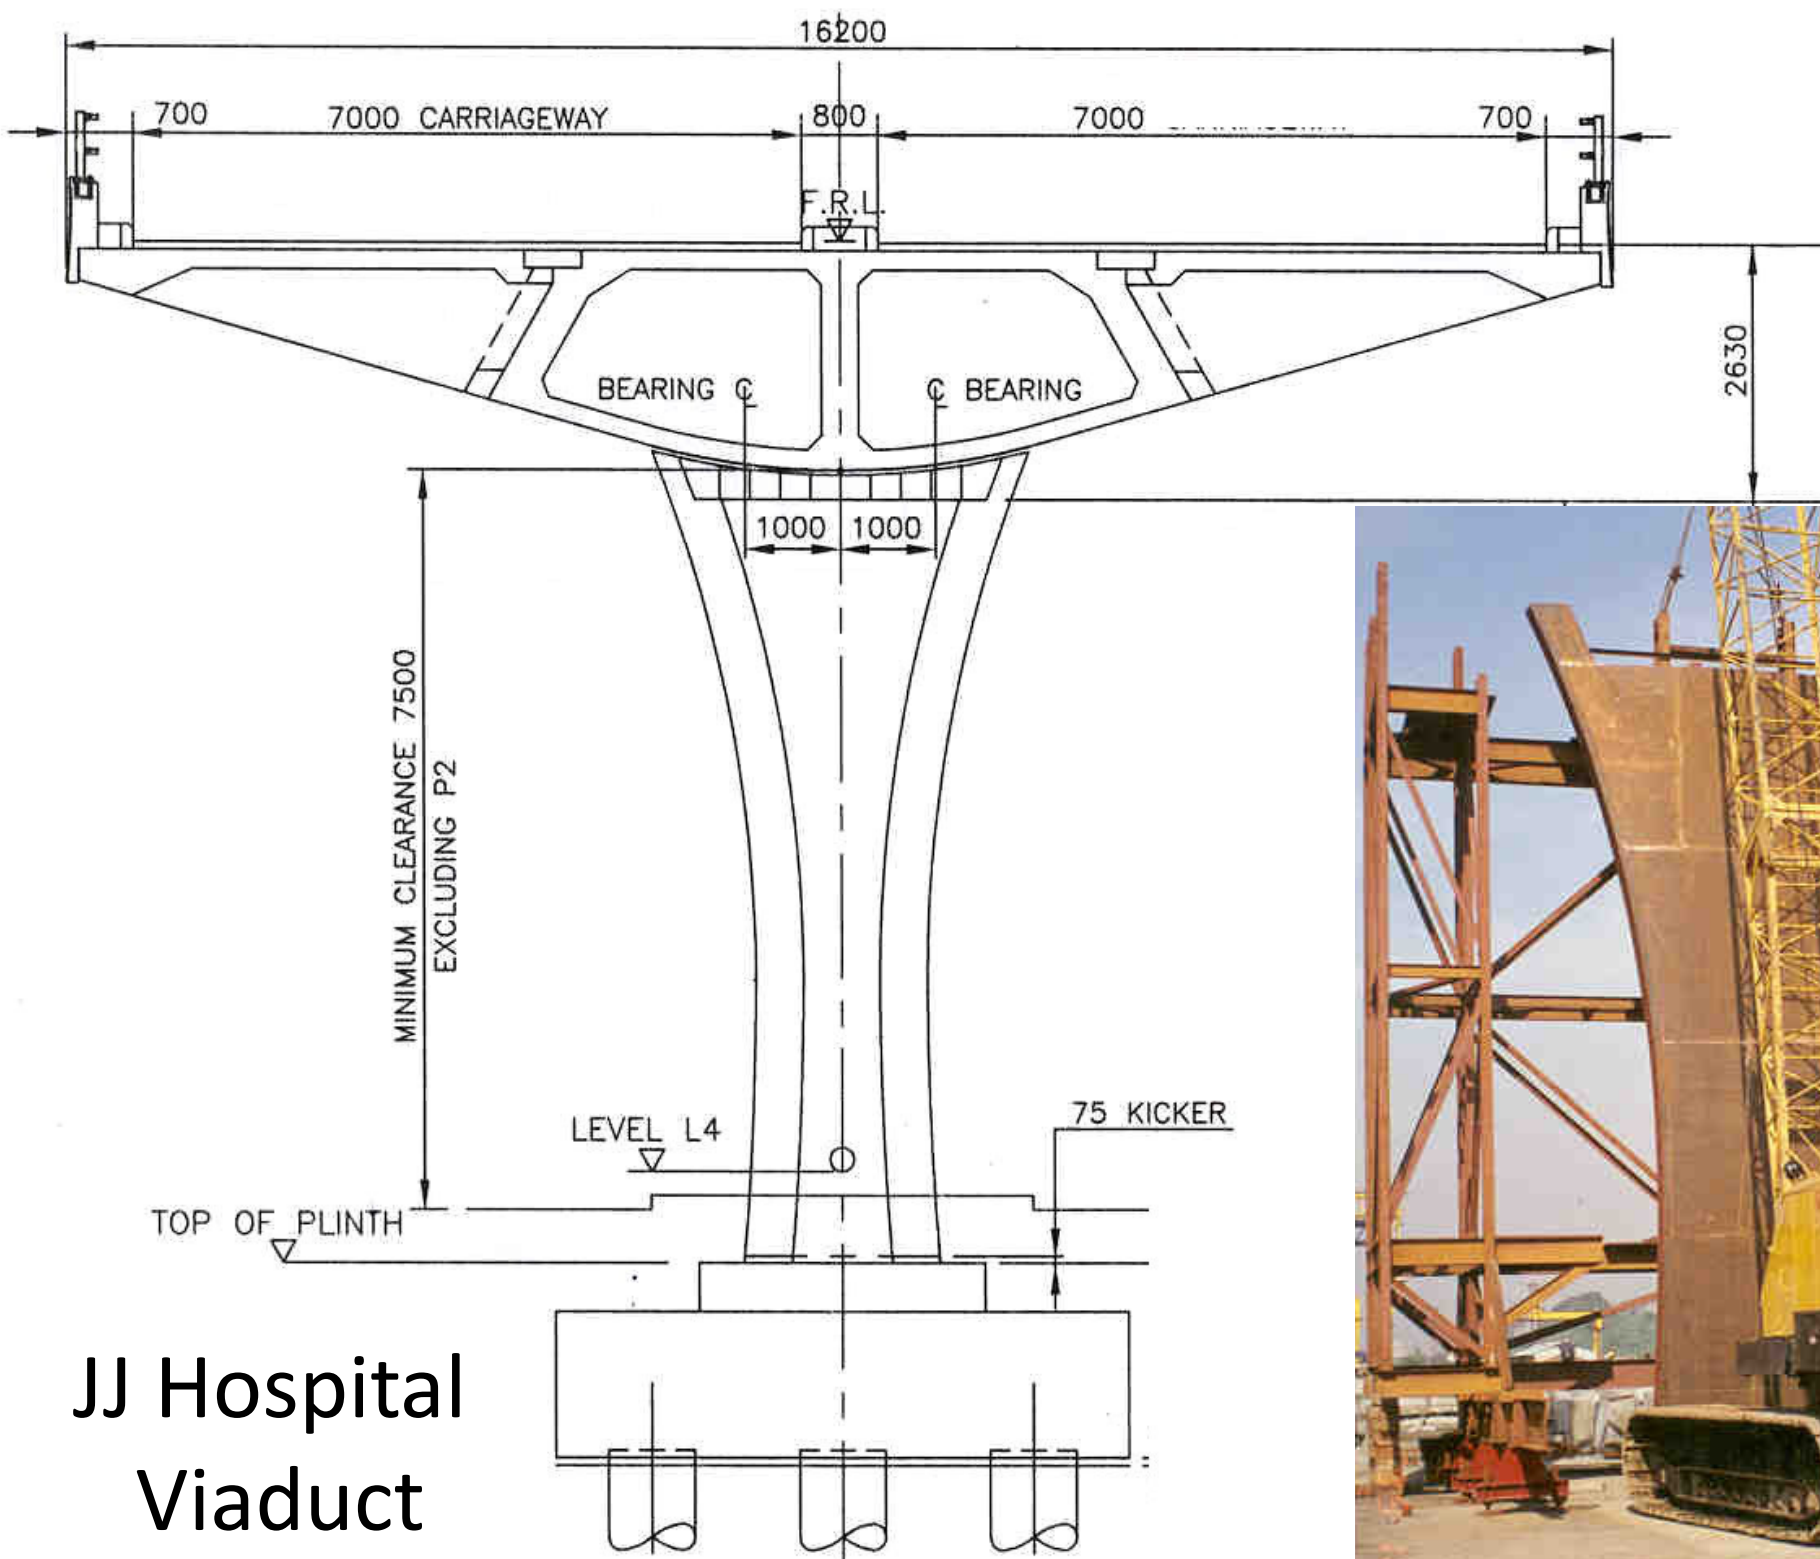 16200
700
7000 CARRIAGEWAY
800
7000
700
F.R.L.
BEARING ℄
℄ BEARING
2630
1000
1000
MINIMUM CLEARANCE 7500
EXCLUDING P2
75 KICKER
LEVEL L4
TOP OF PLINTH
JJ Hospital
Viaduct